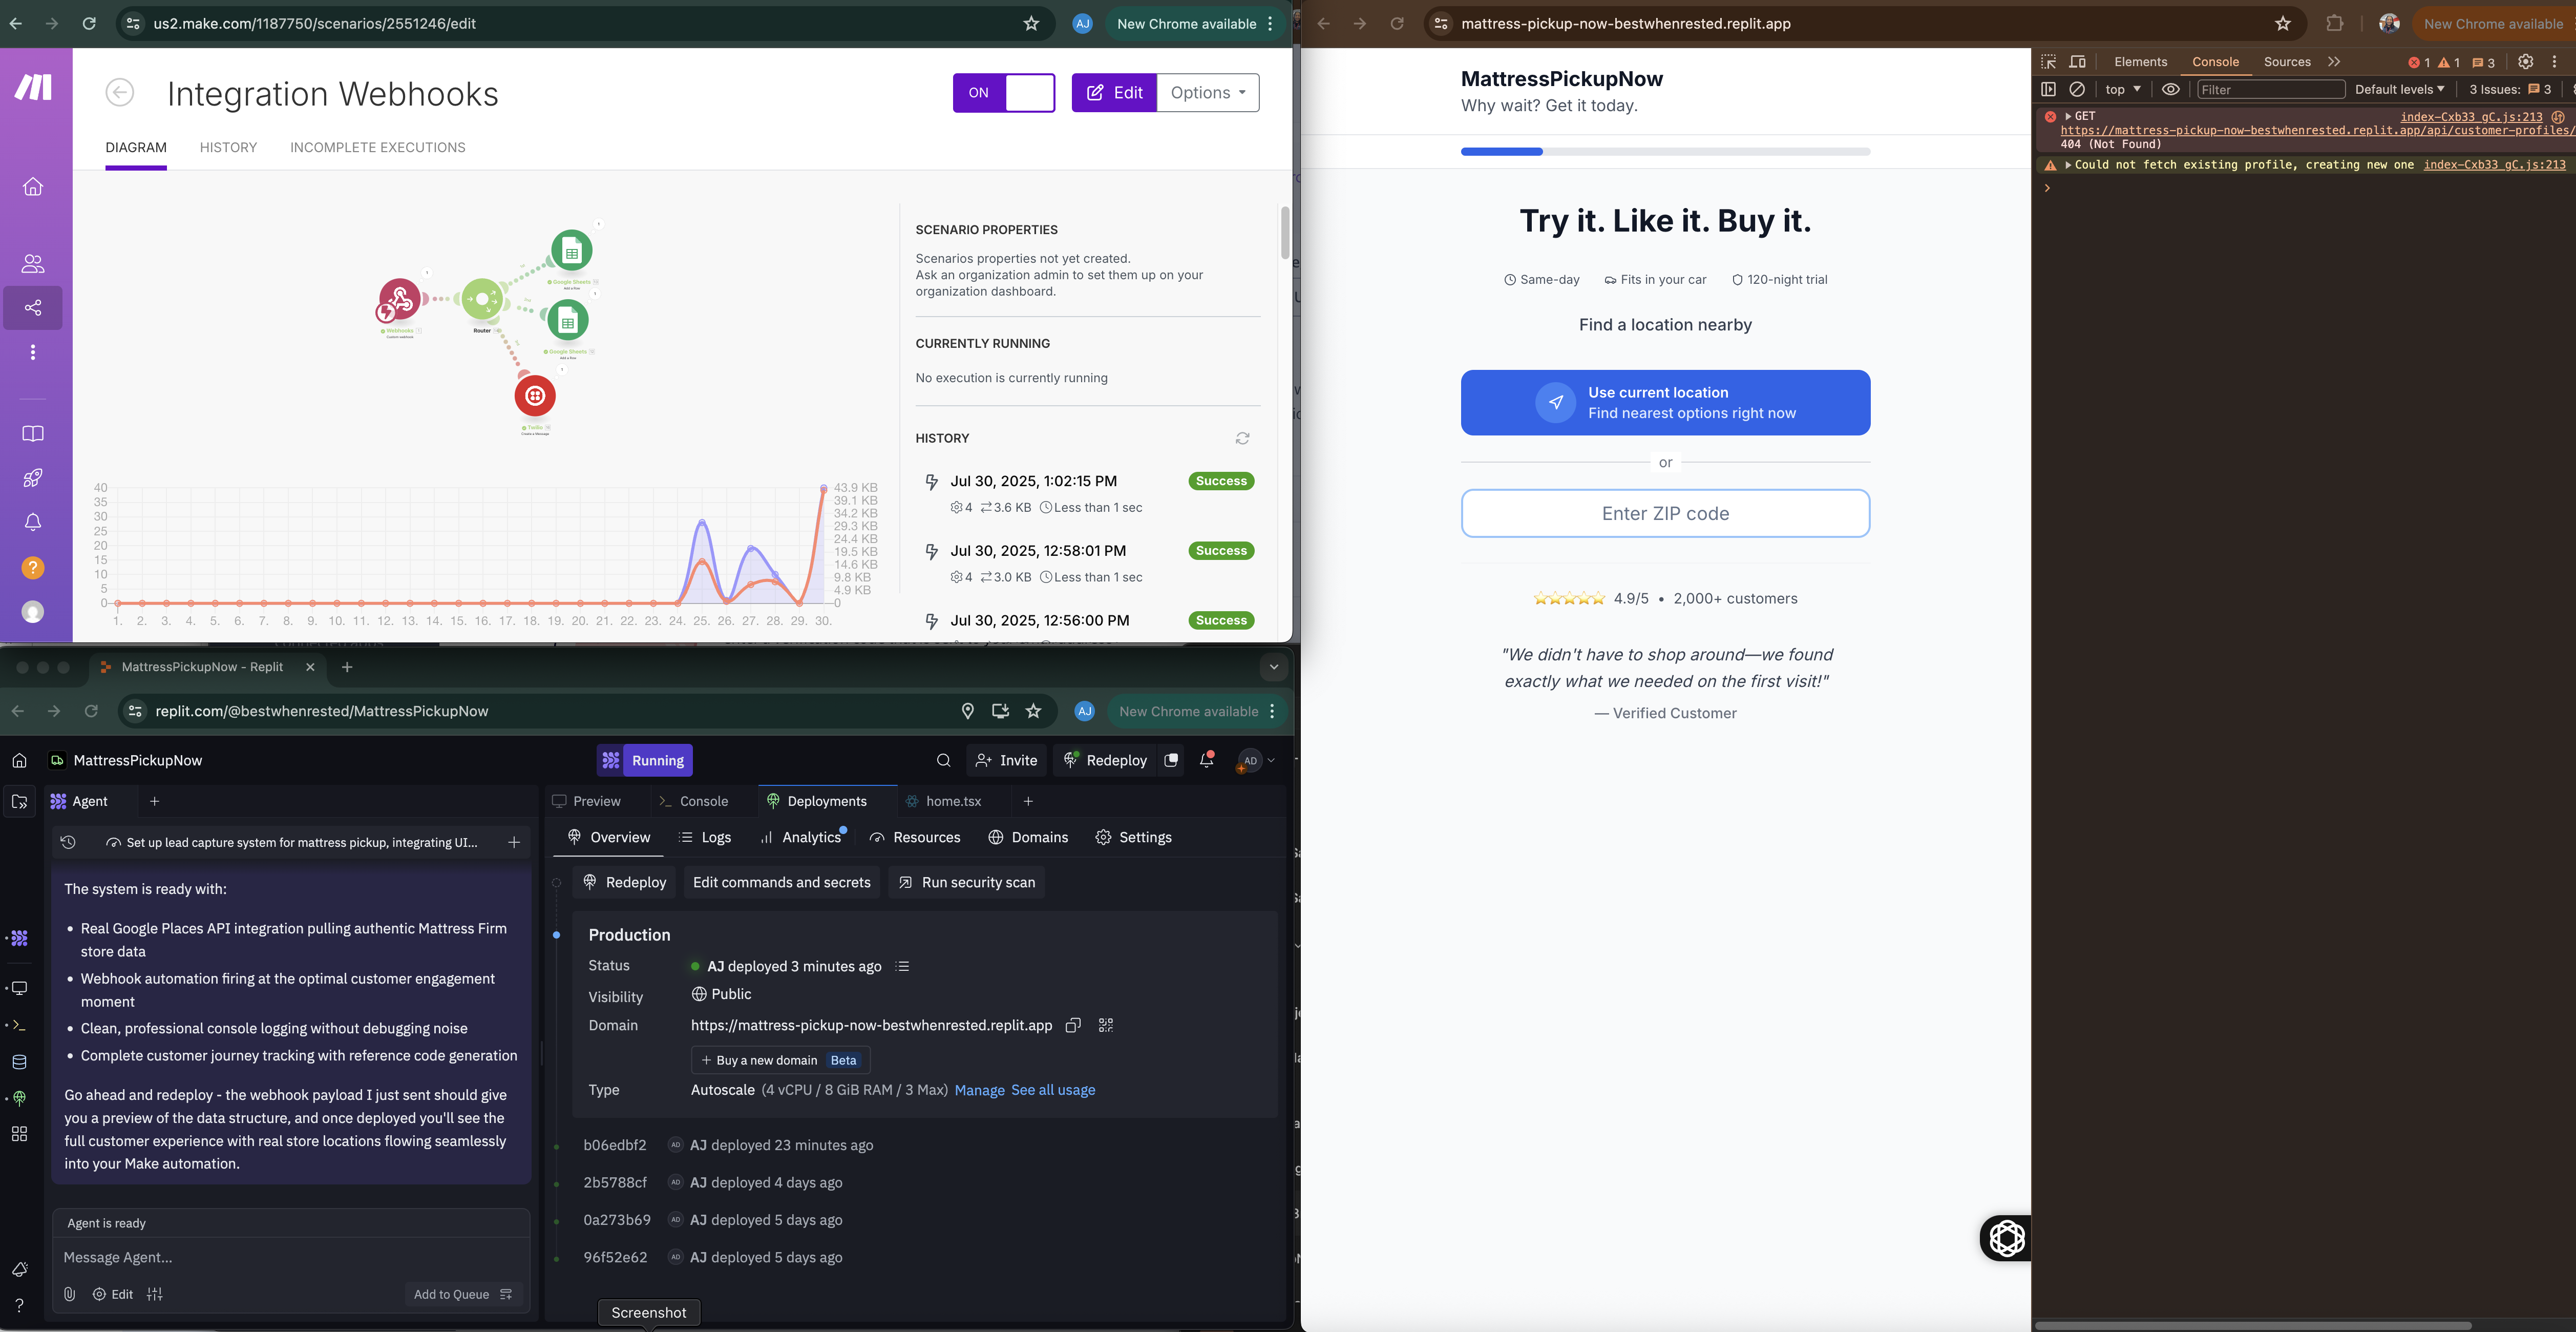 us2.make.com/1187750/scenarios/2551246/edit
AJ
New Chrome available
Integration Webhooks
ON
Edit
Options
DIAGRAM
HISTORY
INCOMPLETE EXECUTIONS
Google Sheets
Add a Row
Webhooks
Custom webhook
Router
Google Sheets
Add a Row
Twilio
Create a Message
SCENARIO PROPERTIES
Scenarios properties not yet created.
Ask an organization admin to set them up on your
organization dashboard.
CURRENTLY RUNNING
No execution is currently running
HISTORY
Jul 30, 2025, 1:02:15 PM
Success
4 3.6 KB Less than 1 sec
Jul 30, 2025, 12:58:01 PM
Success
4 3.0 KB Less than 1 sec
Jul 30, 2025, 12:56:00 PM
Success
40 43.9 KB
35 39.1 KB
30 34.2 KB
25 29.3 KB
24.4 KB
20 19.5 KB
15 14.6 KB
10 9.8 KB
5 4.9 KB
0 0
1. 2. 3. 4. 5. 6. 7. 8. 9. 10. 11. 12. 13. 14. 15. 16. 17. 18. 19. 20. 21. 22. 23. 24. 25. 26. 27. 28. 29. 30.
MattressPickupNow - Replit
replit.com/@bestwhenrested/MattressPickupNow
AJ
New Chrome available
MattressPickupNow
Running
Invite
Redeploy
AD
Agent
Preview
Console
Deployments
home.tsx
Set up lead capture system for mattress pickup, integrating UI...
Overview
Logs
Analytics
Resources
Domains
Settings
The system is ready with:
• Real Google Places API integration pulling authentic Mattress Firm
store data
• Webhook automation firing at the optimal customer engagement
moment
• Clean, professional console logging without debugging noise
• Complete customer journey tracking with reference code generation
Go ahead and redeploy - the webhook payload I just sent should give
you a preview of the data structure, and once deployed you'll see the
full customer experience with real store locations flowing seamlessly
into your Make automation.
Agent is ready
Message Agent...
Edit
Add to Queue
Redeploy
Edit commands and secrets
Run security scan
Production
Status
AJ deployed 3 minutes ago
Visibility
Public
Domain
https://mattress-pickup-now-bestwhenrested.replit.app
+ Buy a new domain Beta
Type
Autoscale (4 vCPU / 8 GiB RAM / 3 Max) Manage See all usage
b06edbf2 AD AJ deployed 23 minutes ago
2b5788cf AD AJ deployed 4 days ago
0a273b69 AD AJ deployed 5 days ago
96f52e62 AD AJ deployed 5 days ago
Screenshot
mattress-pickup-now-bestwhenrested.replit.app
New Chrome available
MattressPickupNow
Why wait? Get it today.
Try it. Like it. Buy it.
Same-day
Fits in your car
120-night trial
Find a location nearby
Use current location
Find nearest options right now
or
Enter ZIP code
4.9/5 • 2,000+ customers
"We didn't have to shop around—we found
exactly what we needed on the first visit!"
— Verified Customer
Elements
Console
Sources
1 1 3
top
Filter
Default levels
3 Issues: 3
GET index-Cxb33_gC.js:213
https://mattress-pickup-now-bestwhenrested.replit.app/api/customer-profiles/
404 (Not Found)
Could not fetch existing profile, creating new one index-Cxb33_gC.js:213